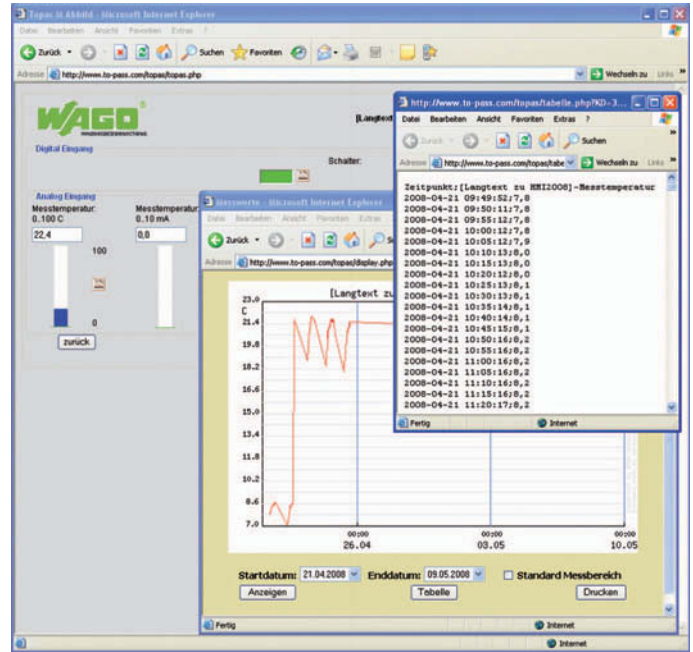 Topas III Abbild - Microsoft Internet Explorer
Datei Bearbeiten Ansicht Favoriten Extras ?
Zurück Suchen Favoriten
Adresse http://www.to-pass.com/topas/topas.php Wechseln zu Links
WAGO
[Langtext
Digital Eingang
Schalter:
Analog Eingang
Messtemperatur: Messtemperatur
0..100 C 0..10 mA
22,4 0,0
100
0
zurück
Messwerte - Microsoft Internet Explorer
Datei Bearbeiten Ansicht Favoriten Extras ?
Zurück
Adresse http://www.to-pass.com/topas/display.php
[Langtext zu
23.0
C
21.4
19.8
18.2
16.6
15.0
13.4
11.8
10.2
8.6
7.0
00:00 00:00 00:00
26.04 03.05 10.05
Startdatum: 21.04.2008 Enddatum: 09.05.2008 Standard Messbereich
Anzeigen Tabelle Drucken
Fertig Internet
http://www.to-pass.com/topas/tabelle.php?KD-3...
Datei Bearbeiten Ansicht Favoriten Extras ?
Zurück Suchen
Adresse http://www.to-pass.com/topas/tabe Wechseln zu Links
Zeitpunkt;[Langtext zu HMI2008]-Messtemperatur
2008-04-21 09:49:52;7,8
2008-04-21 09:50:11;7,8
2008-04-21 09:55:12;7,8
2008-04-21 10:00:12;7,8
2008-04-21 10:05:12;7,9
2008-04-21 10:10:13;8,0
2008-04-21 10:15:13;8,0
2008-04-21 10:20:12;8,0
2008-04-21 10:25:13;8,1
2008-04-21 10:30:13;8,1
2008-04-21 10:35:14;8,1
2008-04-21 10:40:14;8,1
2008-04-21 10:45:15;8,2
2008-04-21 10:50:16;8,2
2008-04-21 10:55:16;8,2
2008-04-21 11:00:16;8,2
2008-04-21 11:05:16;8,2
2008-04-21 11:10:16;8,2
2008-04-21 11:15:16;8,2
2008-04-21 11:20:17;8,2
Fertig Internet
Internet